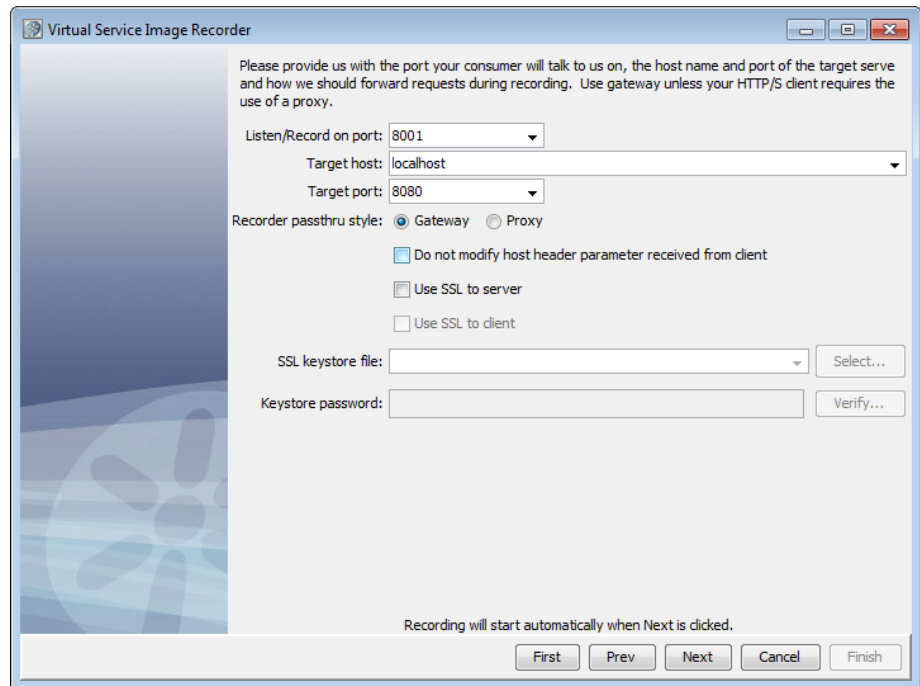 Virtual Service Image Recorder
Please provide us with the port your consumer will talk to us on, the host name and port of the target serve
and how we should forward requests during recording. Use gateway unless your HTTP/S client requires the
use of a proxy.
Listen/Record on port: 8001
Target host: localhost
Target port: 8080
Recorder passthru style: Gateway Proxy
Do not modify host header parameter received from client
Use SSL to server
Use SSL to client
SSL keystore file: Select...
Keystore password: Verify...
Recording will start automatically when Next is clicked.
First Prev Next Cancel Finish